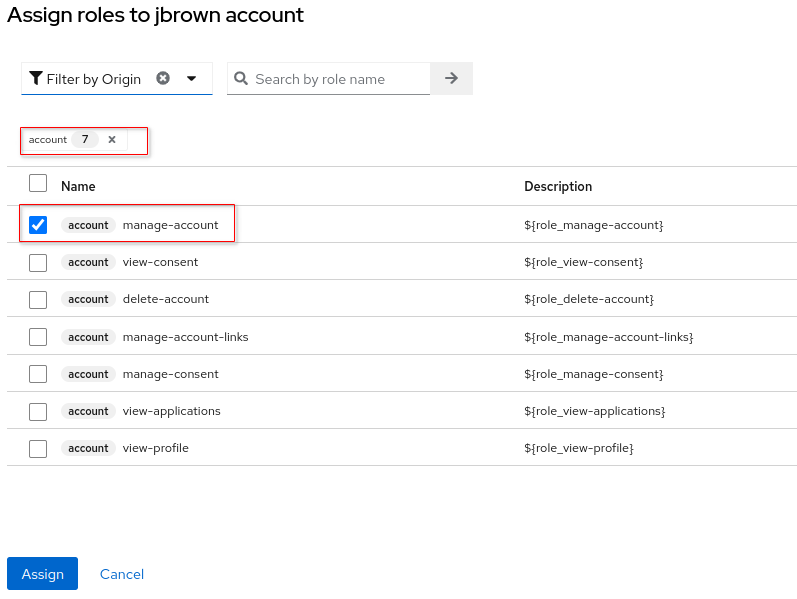 Assign roles to jbrown account
Filter by Origin Search by role name
account 7
Name Description
account manage-account ${role_manage-account}
account view-consent ${role_view-consent}
account delete-account ${role_delete-account}
account manage-account-links ${role_manage-account-links}
account manage-consent ${role_manage-consent}
account view-applications ${role_view-applications}
account view-profile ${role_view-profile}
Assign Cancel